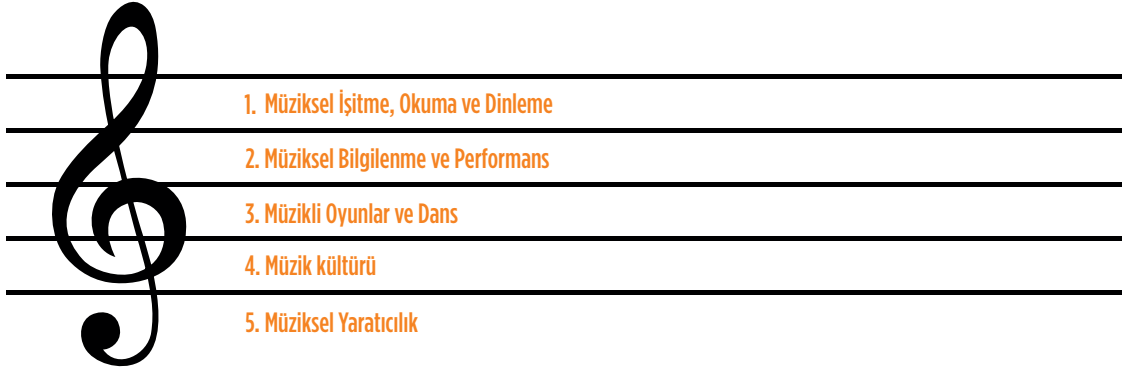 1. Müziksel İşitme, Okuma ve Dinleme
2. Müziksel Bilgilenme ve Performans
3. Müzikli Oyunlar ve Dans
4. Müzik kültürü
5. Müziksel Yaratıcılık